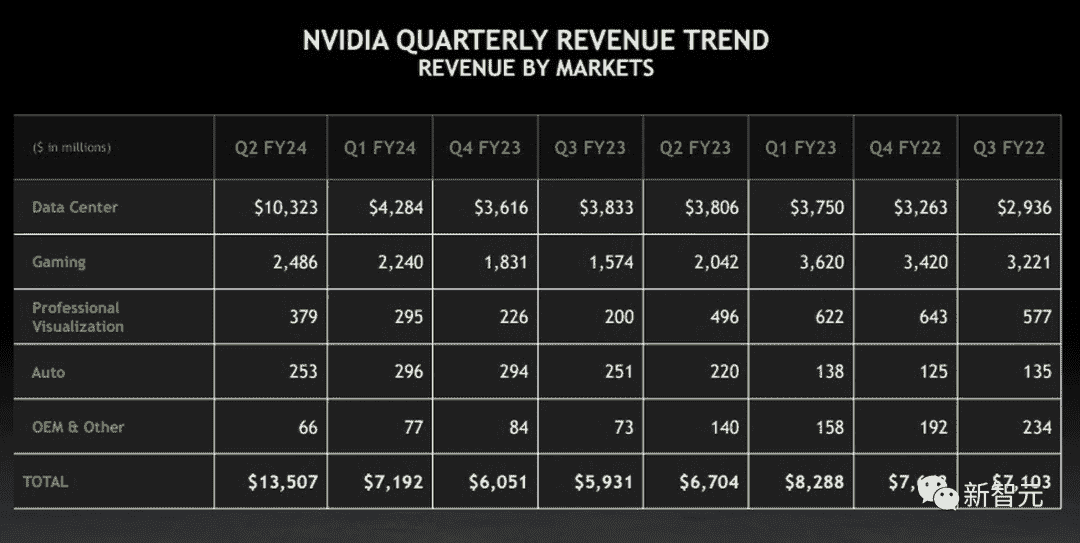 NVIDIA QUARTERLY REVENUE TREND
REVENUE BY MARKETS
($ in millions) Q2 FY24 Q1 FY24 Q4 FY23 Q3 FY23 Q2 FY23 Q1 FY23 Q4 FY22 Q3 FY22
Data Center $10,323 $4,284 $3,616 $3,833 $3,806 $3,750 $3,263 $2,936
Gaming 2,486 2,240 1,831 1,574 2,042 3,620 3,420 3,221
Professional
Visualization 379 295 226 200 496 622 643 577
Auto 253 296 294 251 220 138 125 135
OEM & Other 66 77 84 73 140 158 192 234
TOTAL $13,507 $7,192 $6,051 $5,931 $6,704 $8,288 $7,103
新智元